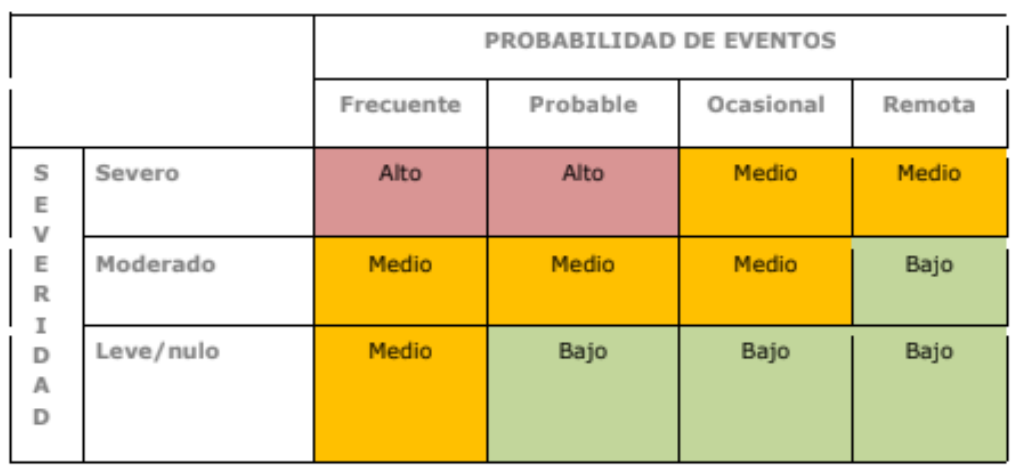 PROBABILIDAD DE EVENTOS
Frecuente Probable Ocasional Remota
SEVERIDAD
Severo Alto Alto Medio Medio
Moderado Medio Medio Medio Bajo
Leve/nulo Medio Bajo Bajo Bajo